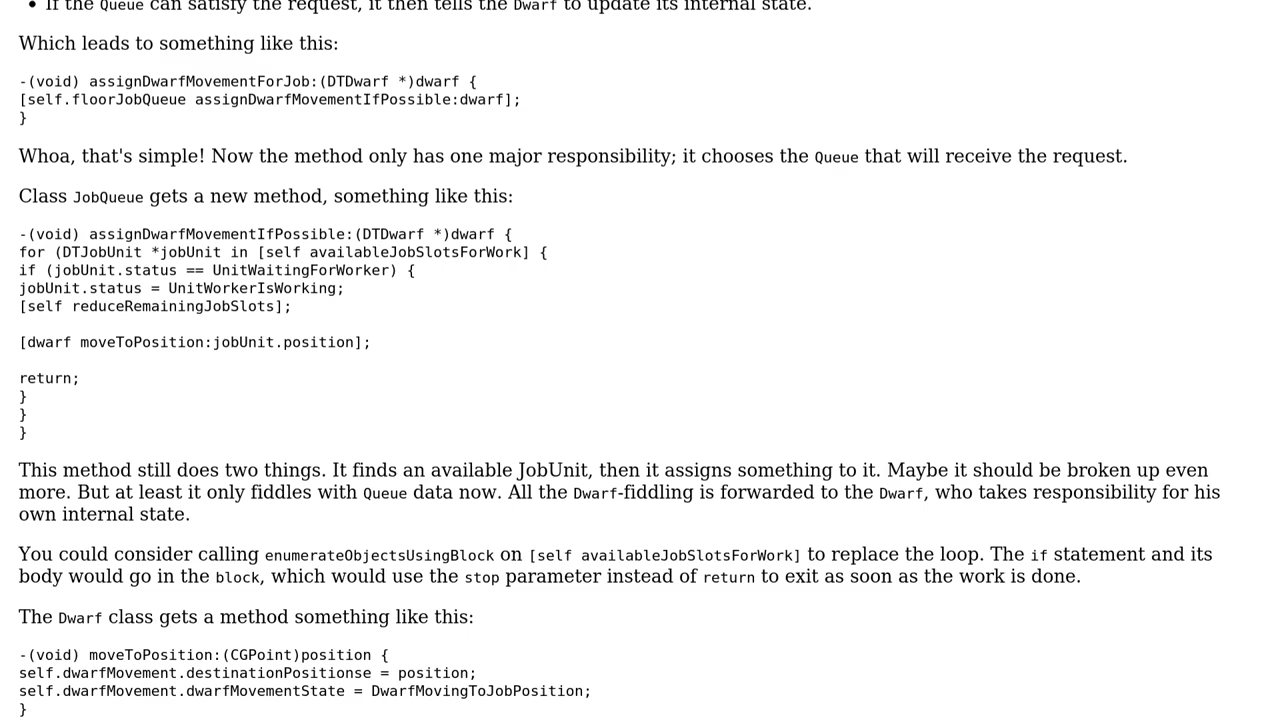 • If the Queue can satisfy the request, it then tells the Dwarf to update its internal state.
Which leads to something like this:
-(void) assignDwarfMovementForJob:(DTDwarf *)dwarf {
[self.floorJobQueue assignDwarfMovementIfPossible:dwarf];
}
Whoa, that's simple! Now the method only has one major responsibility; it chooses the Queue that will receive the request.
Class JobQueue gets a new method, something like this:
-(void) assignDwarfMovementIfPossible:(DTDwarf *)dwarf {
for (DTJobUnit *jobUnit in [self availableJobSlotsForWork] {
if (jobUnit.status == UnitWaitingForWorker) {
jobUnit.status = UnitWorkerIsWorking;
[self reduceRemainingJobSlots];
[dwarf moveToPosition:jobUnit.position];
return;
}
}
}
This method still does two things. It finds an available JobUnit, then it assigns something to it. Maybe it should be broken up even
more. But at least it only fiddles with Queue data now. All the Dwarf-fiddling is forwarded to the Dwarf, who takes responsibility for his
own internal state.
You could consider calling enumerateObjectsUsingBlock on [self availableJobSlotsForWork] to replace the loop. The if statement and its
body would go in the block, which would use the stop parameter instead of return to exit as soon as the work is done.
The Dwarf class gets a method something like this:
-(void) moveToPosition:(CGPoint)position {
self.dwarfMovement.destinationPositionse = position;
self.dwarfMovement.dwarfMovementState = DwarfMovingToJobPosition;
}